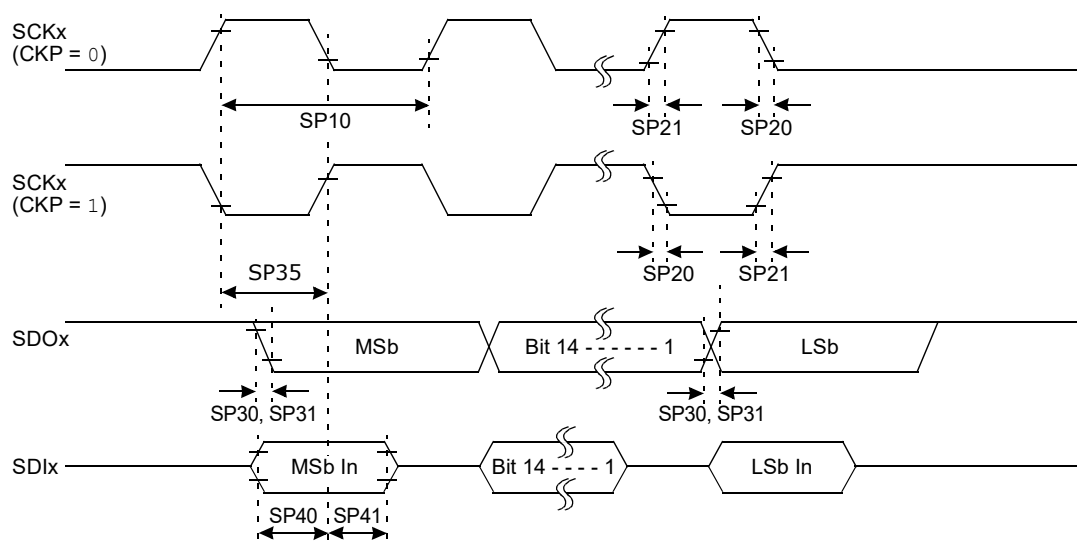 SCKx
(CKP = 0)
SP10
SP21
SP20
SCKx
(CKP = 1)
SP20
SP21
SP35
SDOx
MSb
Bit 14 - - - - - - 1
LSb
SP30, SP31
SP30, SP31
SDIx
MSb In
Bit 14 - - - - 1
LSb In
SP40
SP41